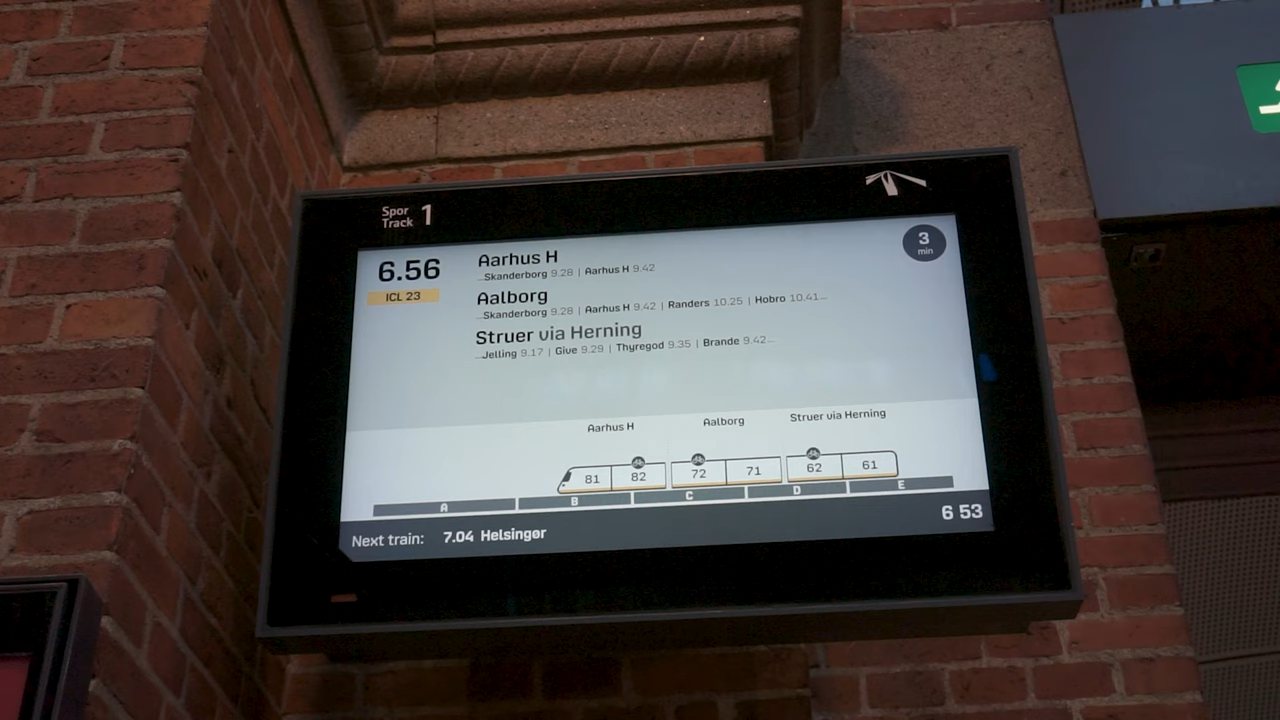 Spor
Track 1
6.56
ICL 23
Aarhus H
...Skanderborg 9.28 | Aarhus H 9.42
Aalborg
...Skanderborg 9.28 | Aarhus H 9.42 | Randers 10.25 | Hobro 10.41...
Struer via Herning
...Jelling 9.17 | Give 9.29 | Thyregod 9.35 | Brande 9.42...
3
min
Aarhus H Aalborg Struer via Herning
81 82 72 71 62 61
A B C D E
Next train: 7.04 Helsingør
6 53